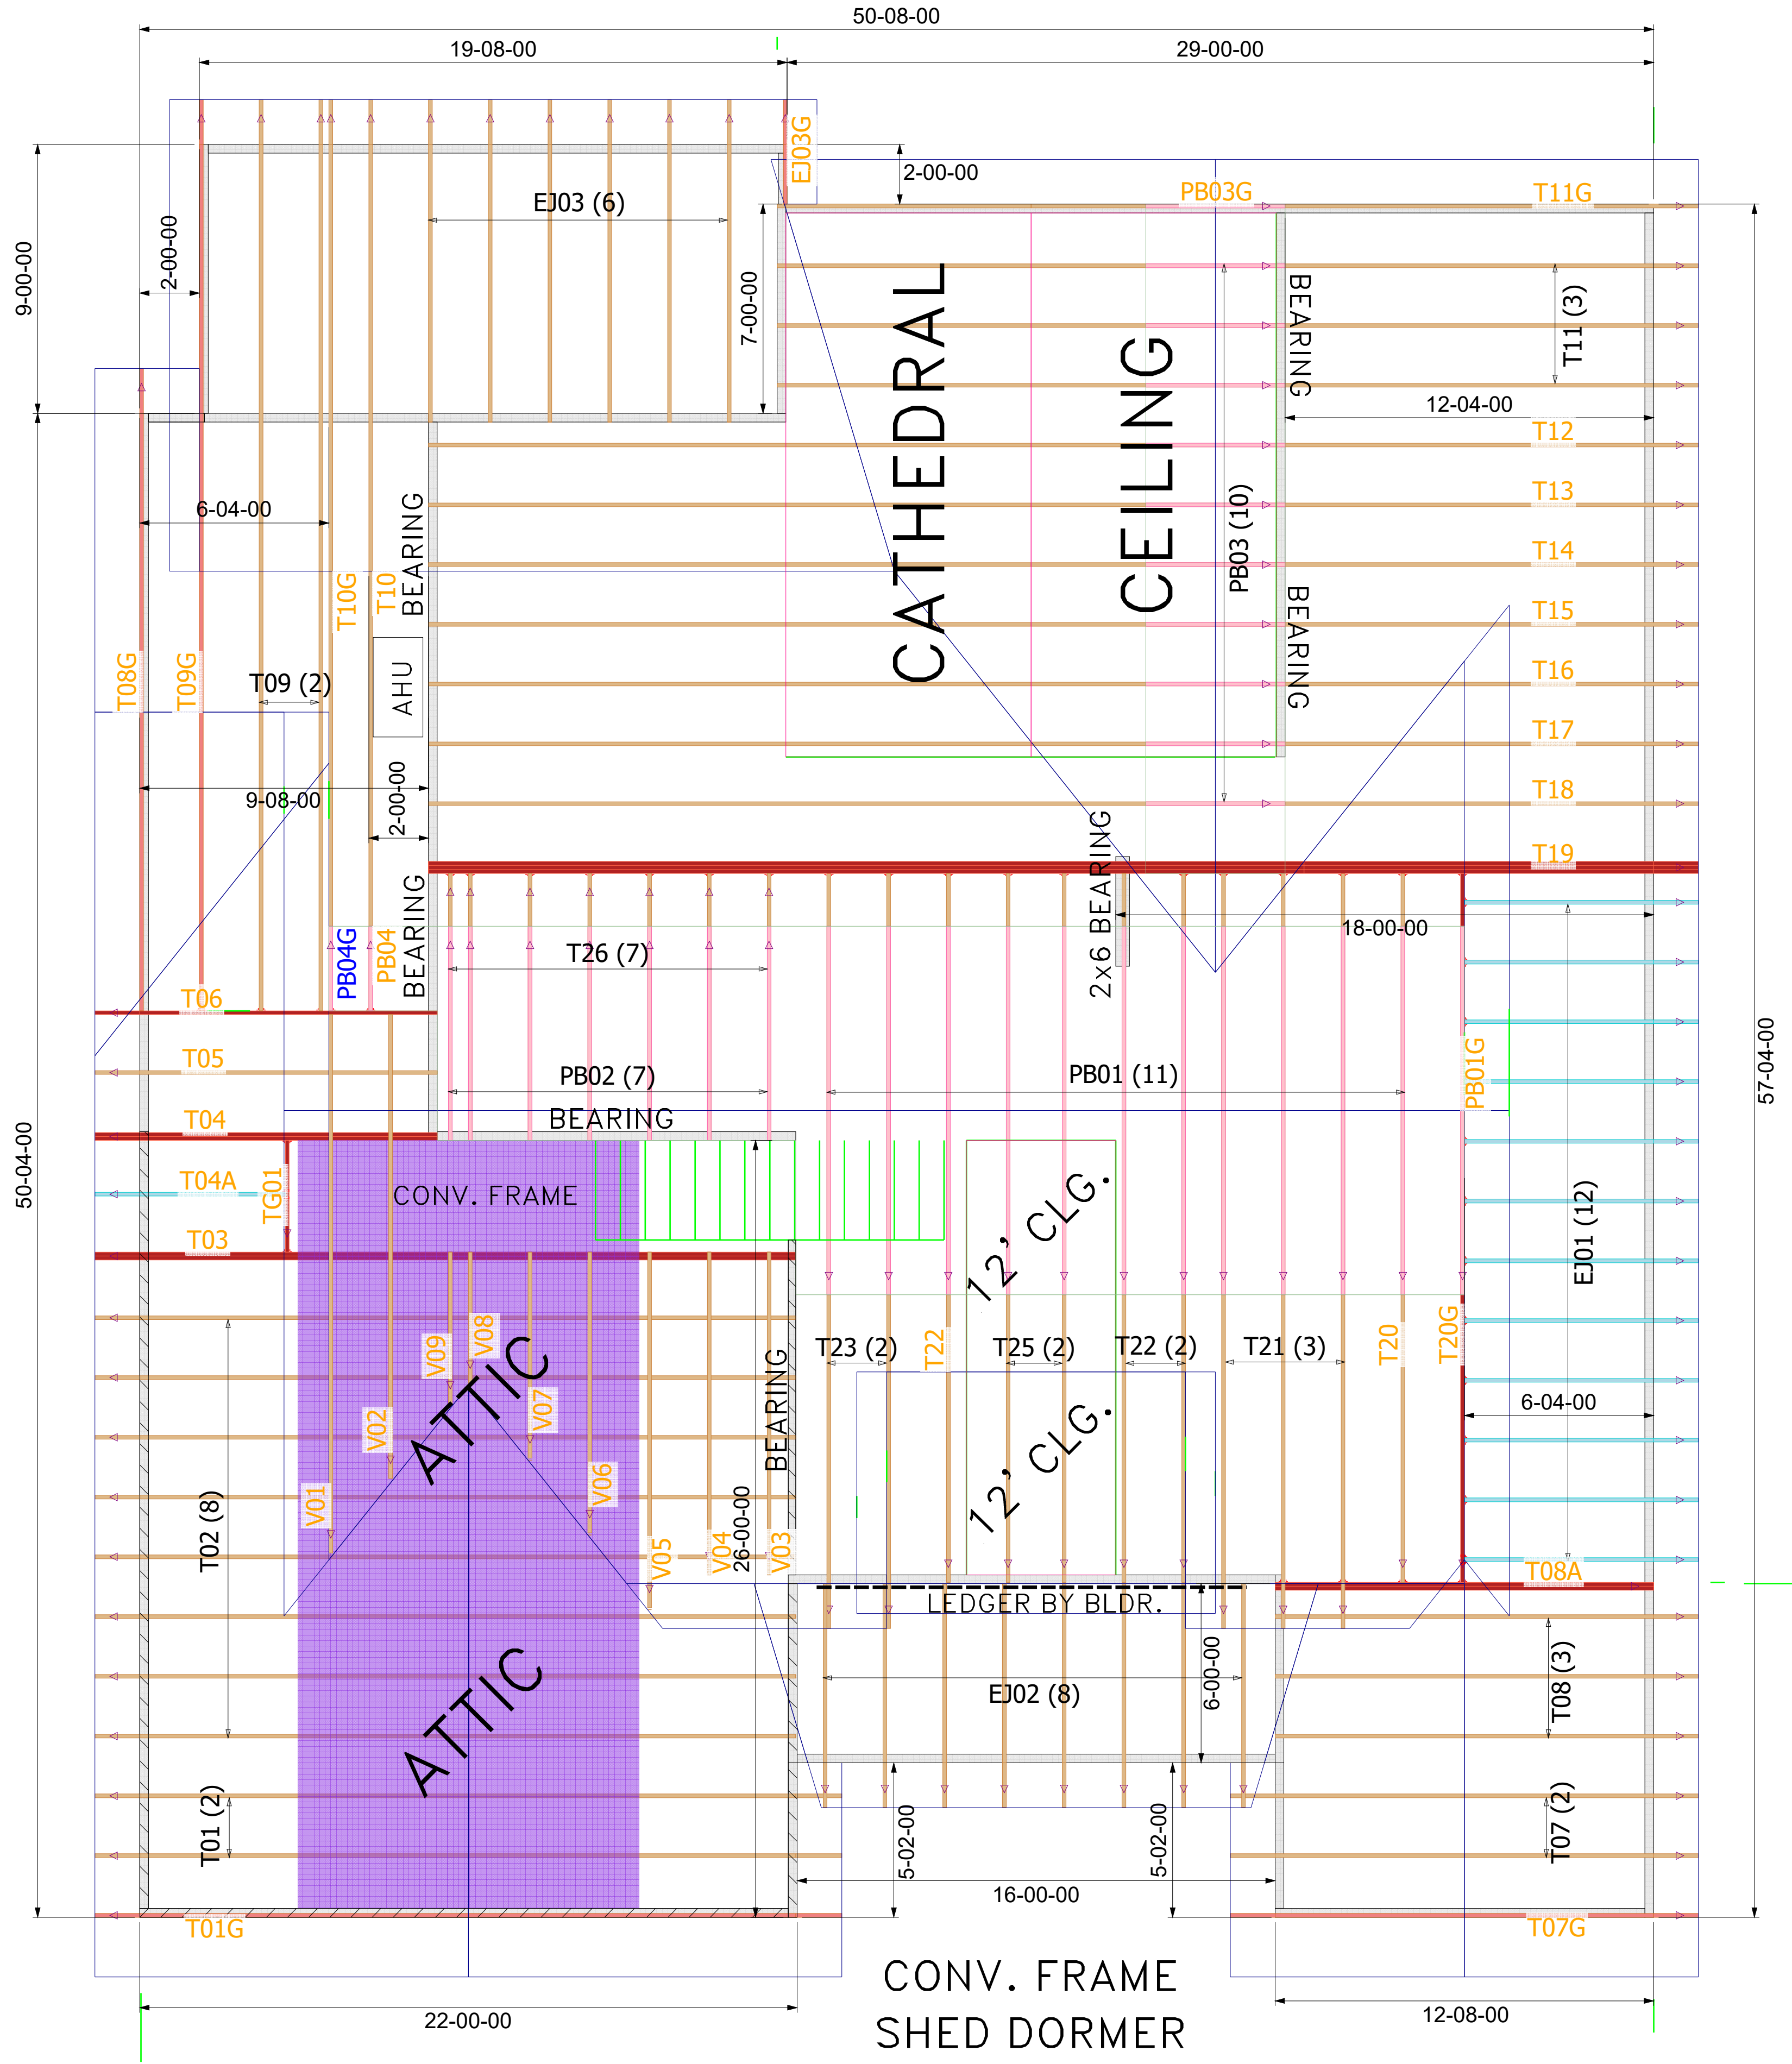 50-08-00
19-08-00
29-00-00
EJ03G
2-00-00
PB03G
T11G
EJ03 (6)
2-00-00
9-00-00
7-00-00
CATHEDRAL
CEILING
BEARING
T11 (3)
12-04-00
T12
6-04-00
BEARING
T13
PB03 (10)
T14
T10G
T10
BEARING
T15
T08G
T09G
T09 (2)
AHU
T16
T17
9-08-00
2-00-00
T18
2x6 BEARING
T19
BEARING
18-00-00
PB04G
PB04
T26 (7)
T06
T05
PB02 (7)
PB01 (11)
PB01G
57-04-00
T04
BEARING
50-04-00
T04A
TG01
CONV. FRAME
12' CLG.
EJ01 (12)
T03
V09
V08
T23 (2)
T22
T25 (2)
T22 (2)
T21 (3)
T20
T20G
ATTIC
BEARING
6-04-00
V02
V07
12' CLG.
V01
V06
T02 (8)
26-00-00
V05
V04
V03
T08A
LEDGER BY BLDR.
ATTIC
EJ02 (8)
6-00-00
T08 (3)
T01 (2)
5-02-00
5-02-00
T07 (2)
16-00-00
T01G
T07G
CONV. FRAME
SHED DORMER
22-00-00
12-08-00